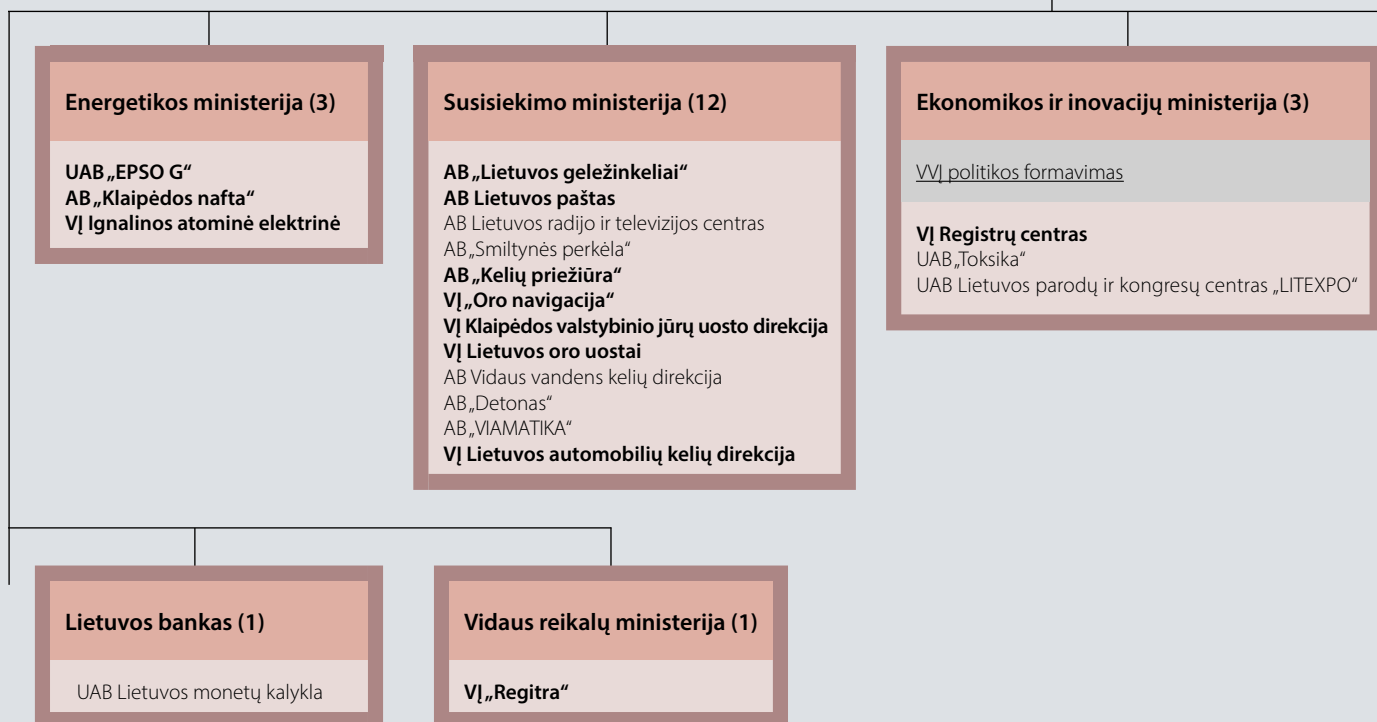 Energetikos ministerija (3)
UAB „EPSO G“
AB „Klaipėdos nafta“
VĮ Ignalinos atominė elektrinė
Susisiekimo ministerija (12)
AB „Lietuvos geležinkeliai“
AB Lietuvos paštas
AB Lietuvos radijo ir televizijos centras
AB „Smiltynės perkėla“
AB „Kelių priežiūra“
VĮ „Oro navigacija“
VĮ Klaipėdos valstybinio jūrų uosto direkcija
VĮ Lietuvos oro uostai
AB Vidaus vandens kelių direkcija
AB „Detonas“
AB „VIAMATIKA“
VĮ Lietuvos automobilių kelių direkcija
Ekonomikos ir inovacijų ministerija (3)
VVĮ politikos formavimas
VĮ Registrų centras
UAB „Toksika“
UAB Lietuvos parodų ir kongresų centras „LITEXPO“
Lietuvos bankas (1)
UAB Lietuvos monetų kalykla
Vidaus reikalų ministerija (1)
VĮ „Regitra“